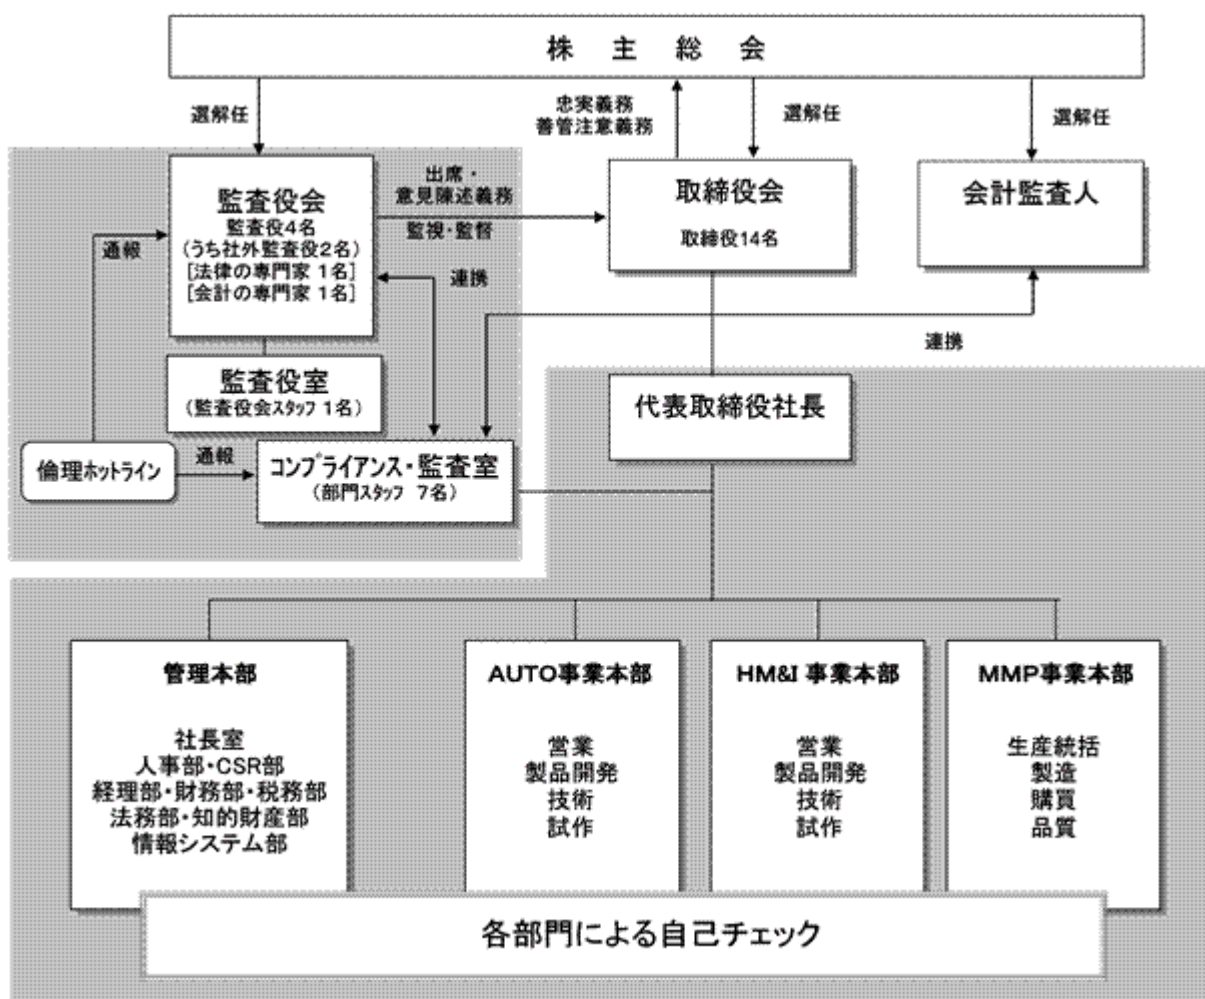 株 主 総 会
選解任
忠実義務
善管注意義務
選解任
選解任
監査役会
監査役4名
(うち社外監査役2名)
[法律の専門家 1名]
[会計の専門家 1名]
出席・
意見陳述義務
監視・監督
取締役会
取締役14名
会計監査人
通報
連携
連携
監査役室
(監査役会スタッフ 1名)
代表取締役社長
倫理ホットライン
通報
コンプライアンス・監査室
(部門スタッフ 7名)
管理本部
社長室
人事部・CSR部
経理部・財務部・税務部
法務部・知的財産部
情報システム部
AUTO事業本部
営業
製品開発
技術
試作
HM&I 事業本部
営業
製品開発
技術
試作
MMP事業本部
生産統括
製造
購買
品質
各部門による自己チェック